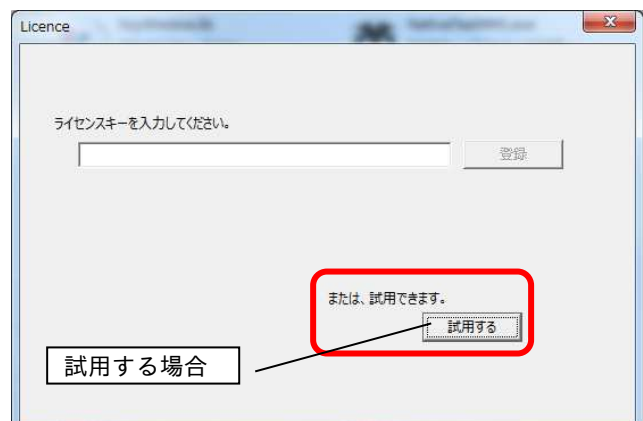 Licence
ライセンスキーを入力してください。
登録
または、試用できます。
試用する
試用する場合